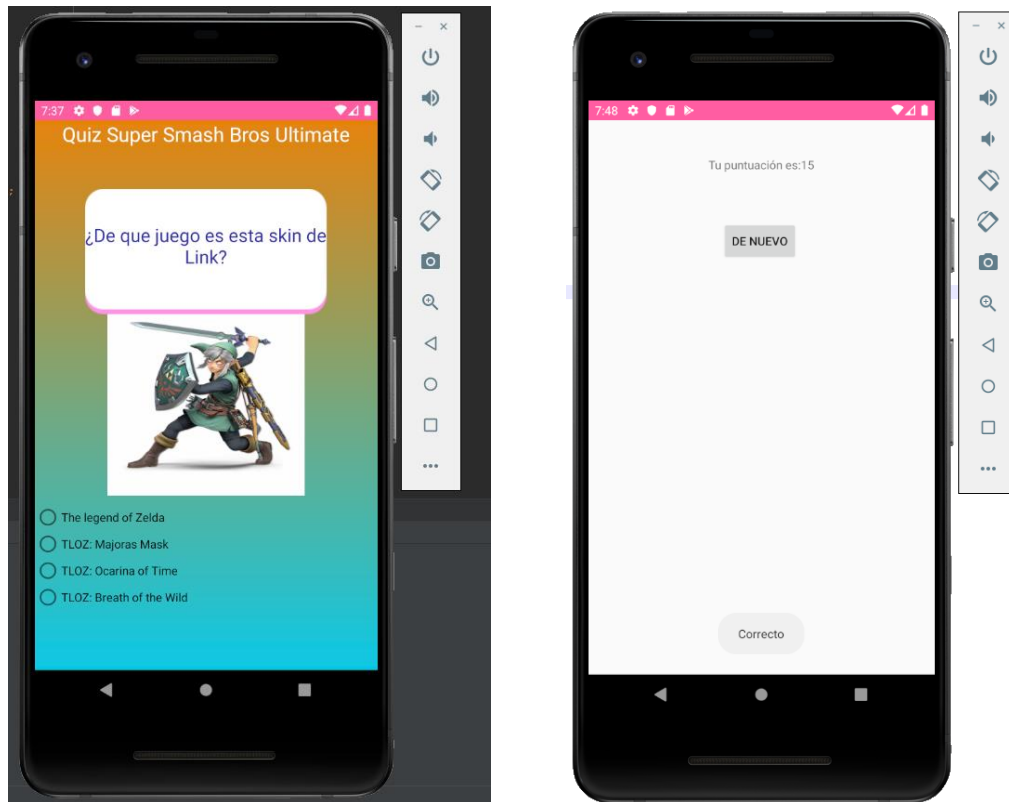 7:37
Quiz Super Smash Bros Ultimate
¿De que juego es esta skin de
Link?
The legend of Zelda
TLOZ: Majoras Mask
TLOZ: Ocarina of Time
TLOZ: Breath of the Wild
7:48
Tu puntuación es:15
DE NUEVO
Correcto